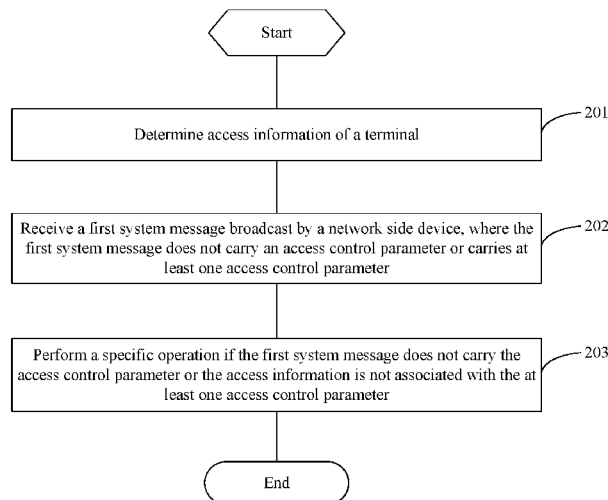 Start
201
Determine access information of a terminal
202
Receive a first system message broadcast by a network side device, where the
first system message does not carry an access control parameter or carries at
least one access control parameter
203
Perform a specific operation if the first system message does not carry the
access control parameter or the access information is not associated with the at
least one access control parameter
End